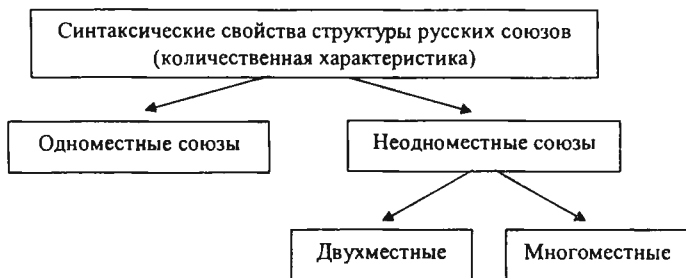 Синтаксические свойства структуры русских союзов
(количественная характеристика)
Одноместные союзы
Неодноместные союзы
Двухместные
Многоместные